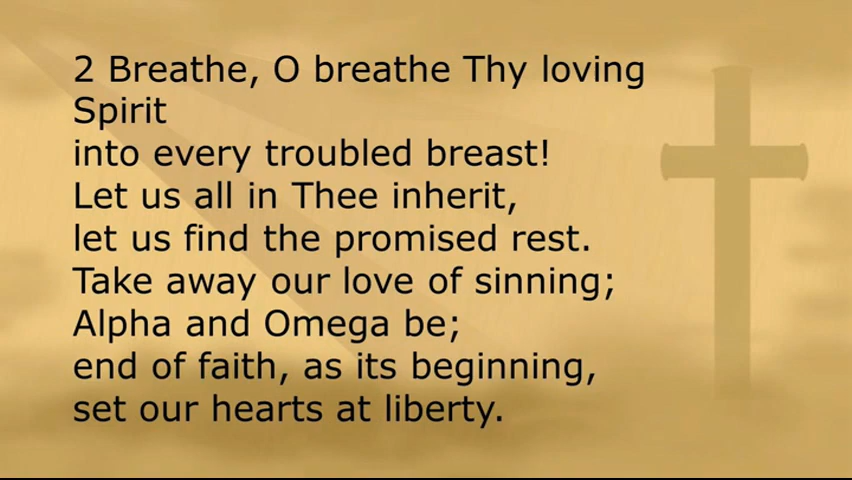 2 Breathe, O breathe Thy loving
Spirit
into every troubled breast!
Let us all in Thee inherit,
let us find the promised rest.
Take away our love of sinning;
Alpha and Omega be;
end of faith, as its beginning,
set our hearts at liberty.